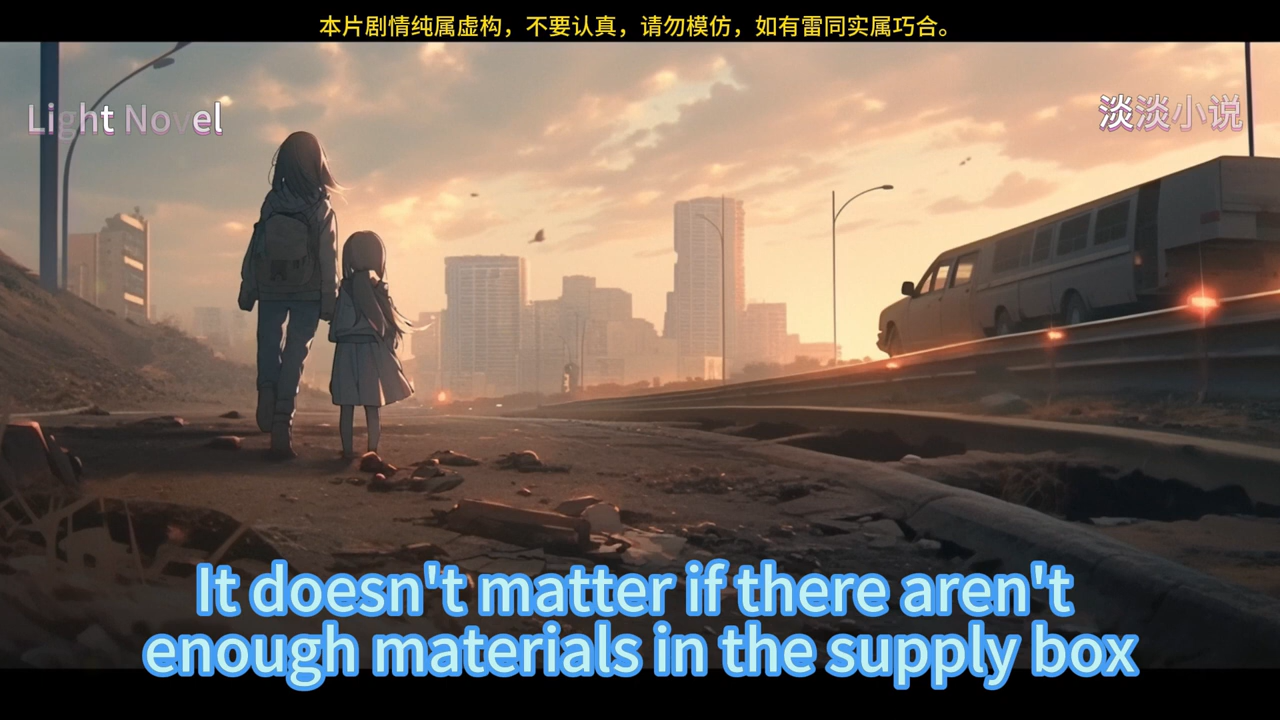 本片剧情纯属虚构，不要认真，请勿模仿，如有雷同实属巧合。
Light Novel
淡淡小说
It doesn't matter if there aren't
enough materials in the supply box